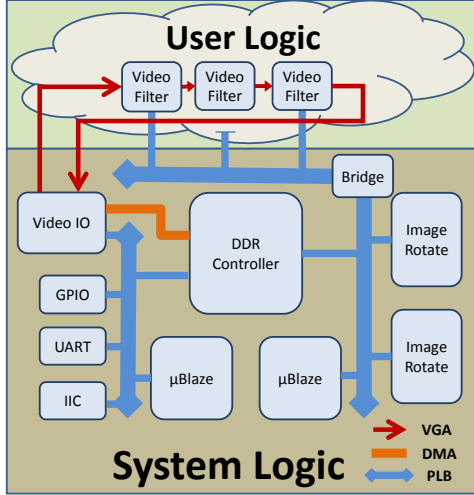 User Logic
Video
Filter
Video
Filter
Video
Filter
Bridge
Video IO
DDR
Controller
Image
Rotate
GPIO
UART
IIC
µBlaze
µBlaze
Image
Rotate
VGA
DMA
PLB
System Logic